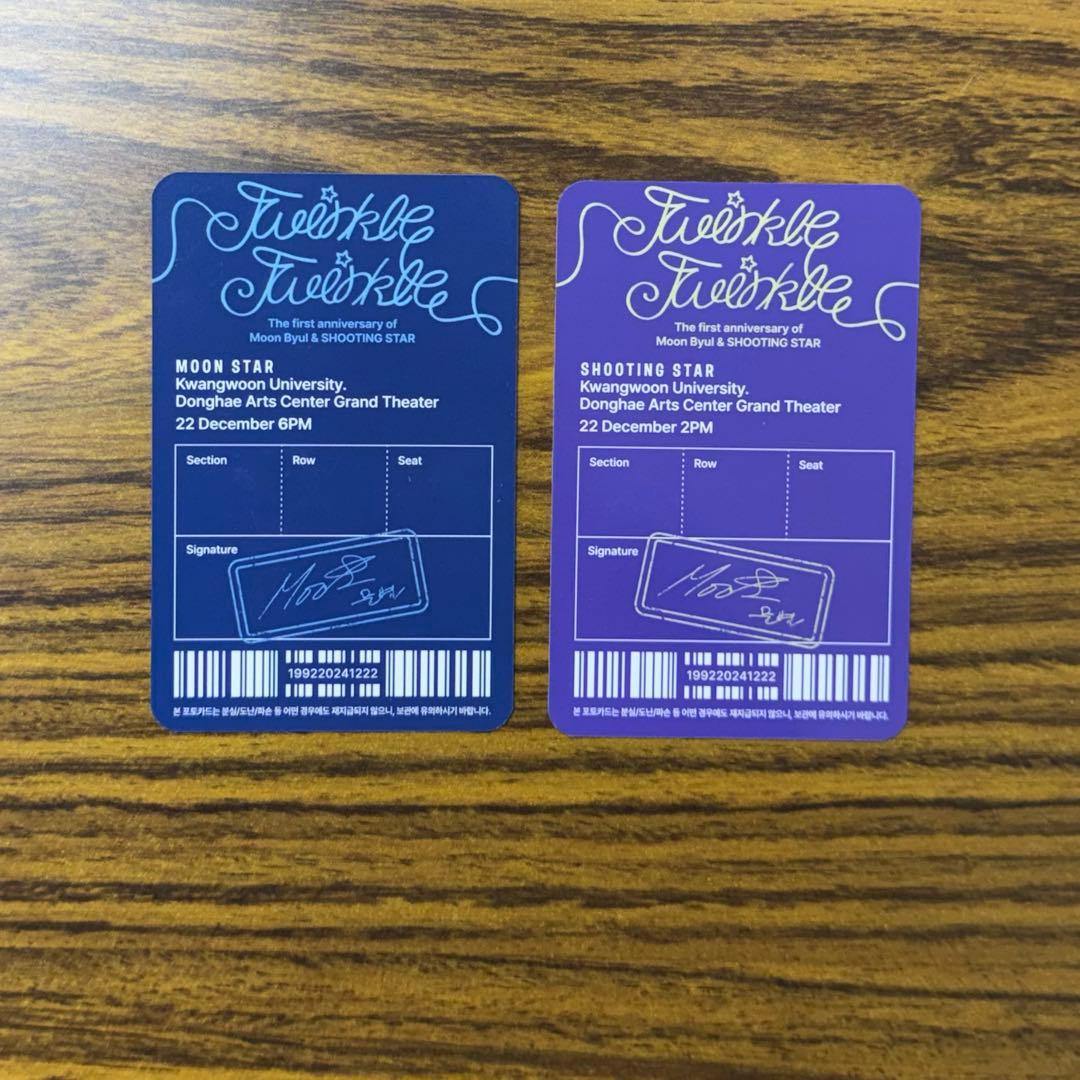 Twinkle
Twinkle
The first anniversary of
Moon Byul & SHOOTING STAR
MOON STAR
Kwangwoon University.
Donghae Arts Center Grand Theater
22 December 6PM
Section Row Seat
Signature
Moon
문별
199220241222
본 포토카드는 분실/도난/파손 등 어떤 경우에도 재지급되지 않으니, 보관에 유의하시기 바랍니다.
Twinkle
Twinkle
The first anniversary of
Moon Byul & SHOOTING STAR
SHOOTING STAR
Kwangwoon University.
Donghae Arts Center Grand Theater
22 December 2PM
Section Row Seat
Signature
Moon
문별
199220241222
본 포토카드는 분실/도난/파손 등 어떤 경우에도 재지급되지 않으니, 보관에 유의하시기 바랍니다.